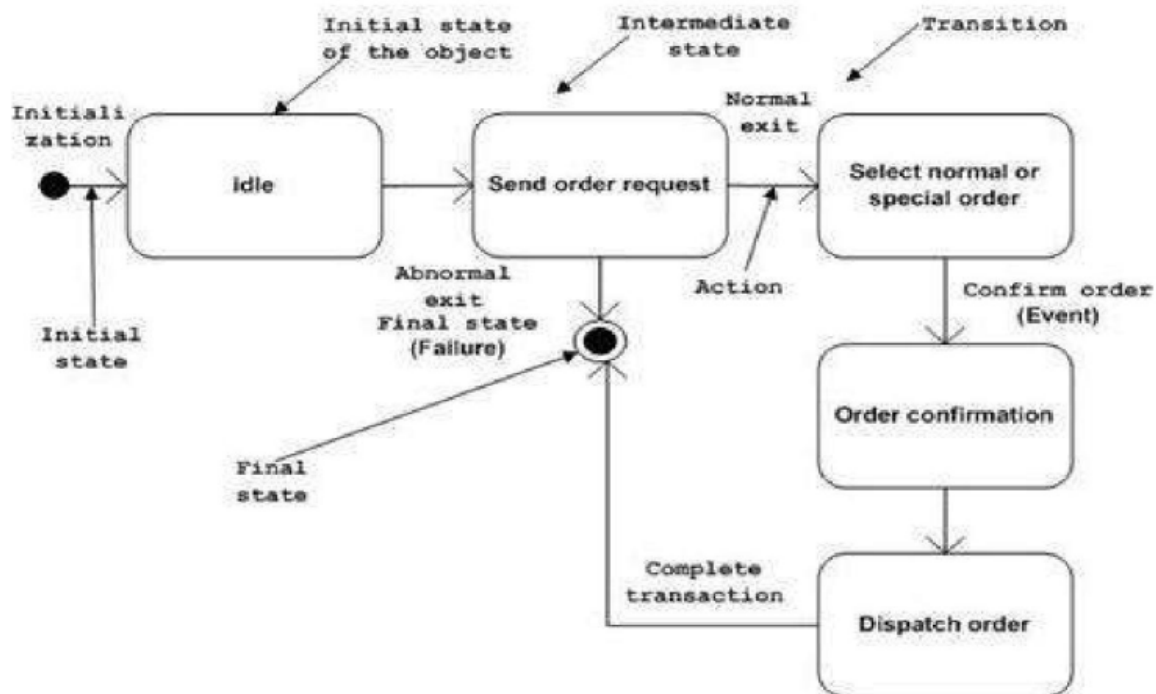 Initial state
of the object
Intermediate
state
Transition
Initiali
zation
Normal
exit
Idle
Send order request
Select normal or
special order
Abnormal
exit
Final state
(Failure)
Action
Confirm order
(Event)
Initial
state
Order confirmation
Final
state
Complete
transaction
Dispatch order